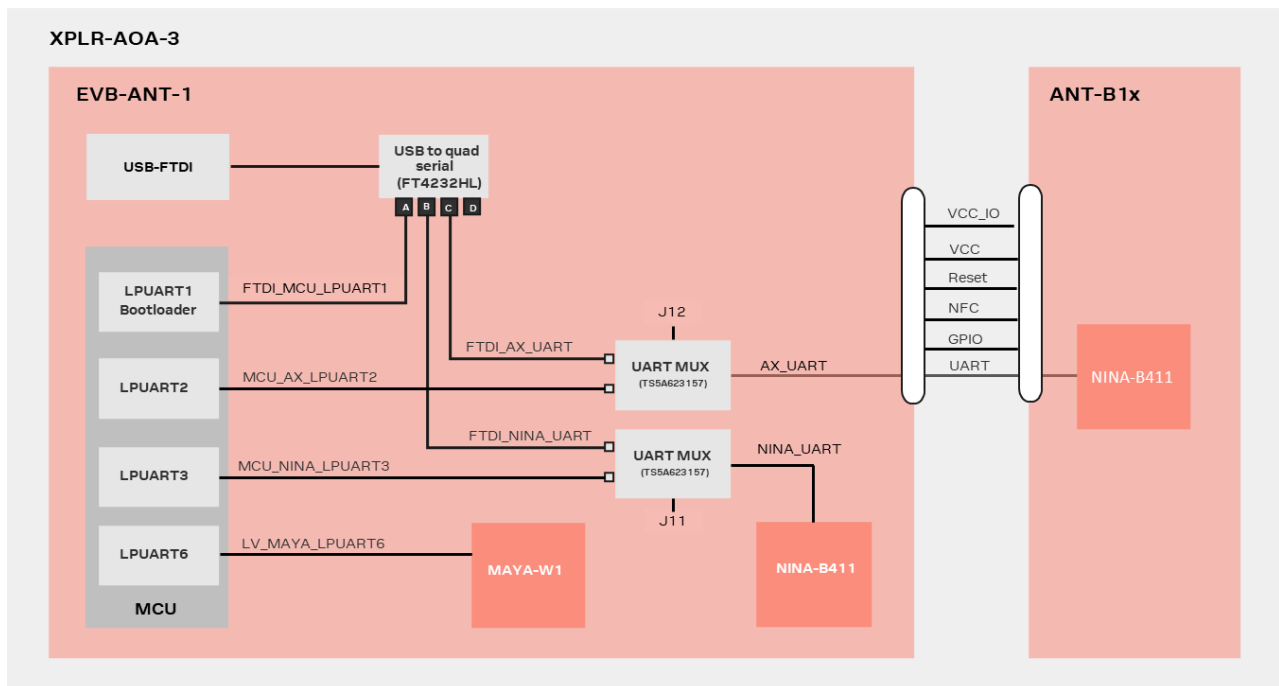 XPLR-AOA-3
EVB-ANT-1
ANT-B1x
USB-FTDI
USB to quad
serial
(FT4232HL)
A
B
C
D
LPUART1
Bootloader
FTDI_MCU_LPUART1
LPUART2
MCU_AX_LPUART2
LPUART3
MCU_NINA_LPUART3
LPUART6
LV_MAYA_LPUART6
MCU
FTDI_AX_UART
FTDI_NINA_UART
J12
UART MUX
(TS5A623157)
AX_UART
UART MUX
(TS5A623157)
NINA_UART
J11
MAYA-W1
NINA-B411
VCC_IO
VCC
Reset
NFC
GPIO
UART
NINA-B411